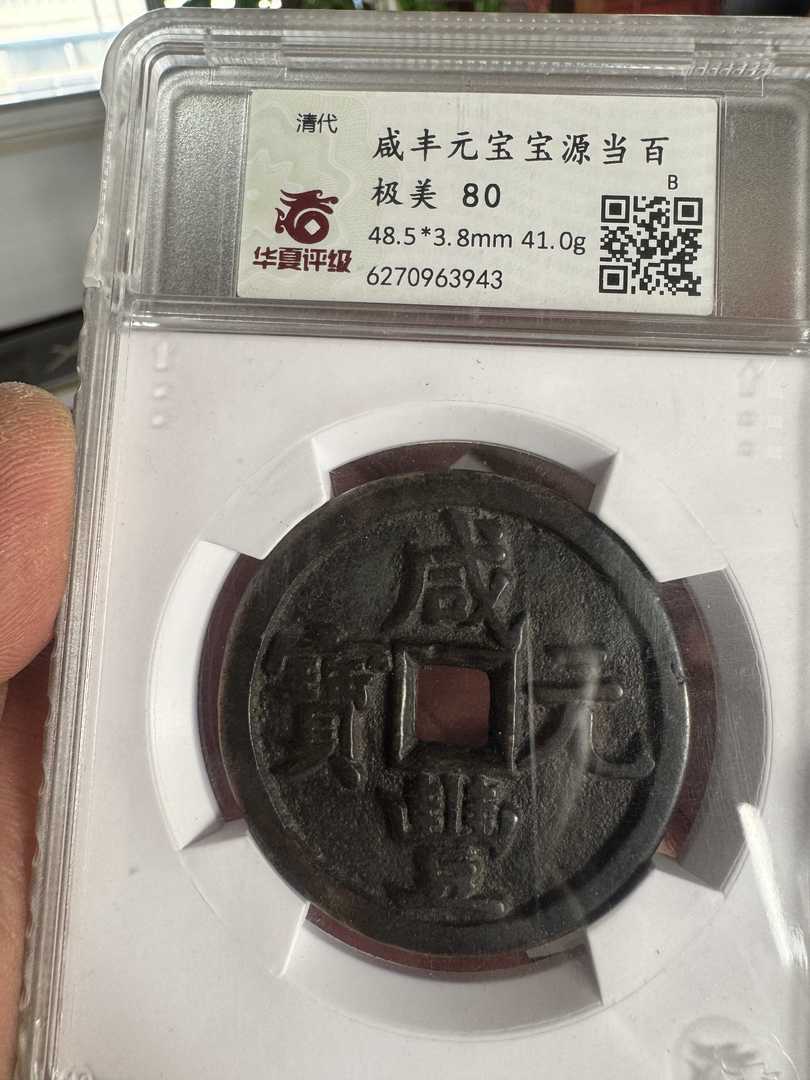 清代
咸丰元宝宝源当百
极美 80
B
48.5*3.8mm 41.0g
6270963943
华夏评级
咸
寶 元
豐